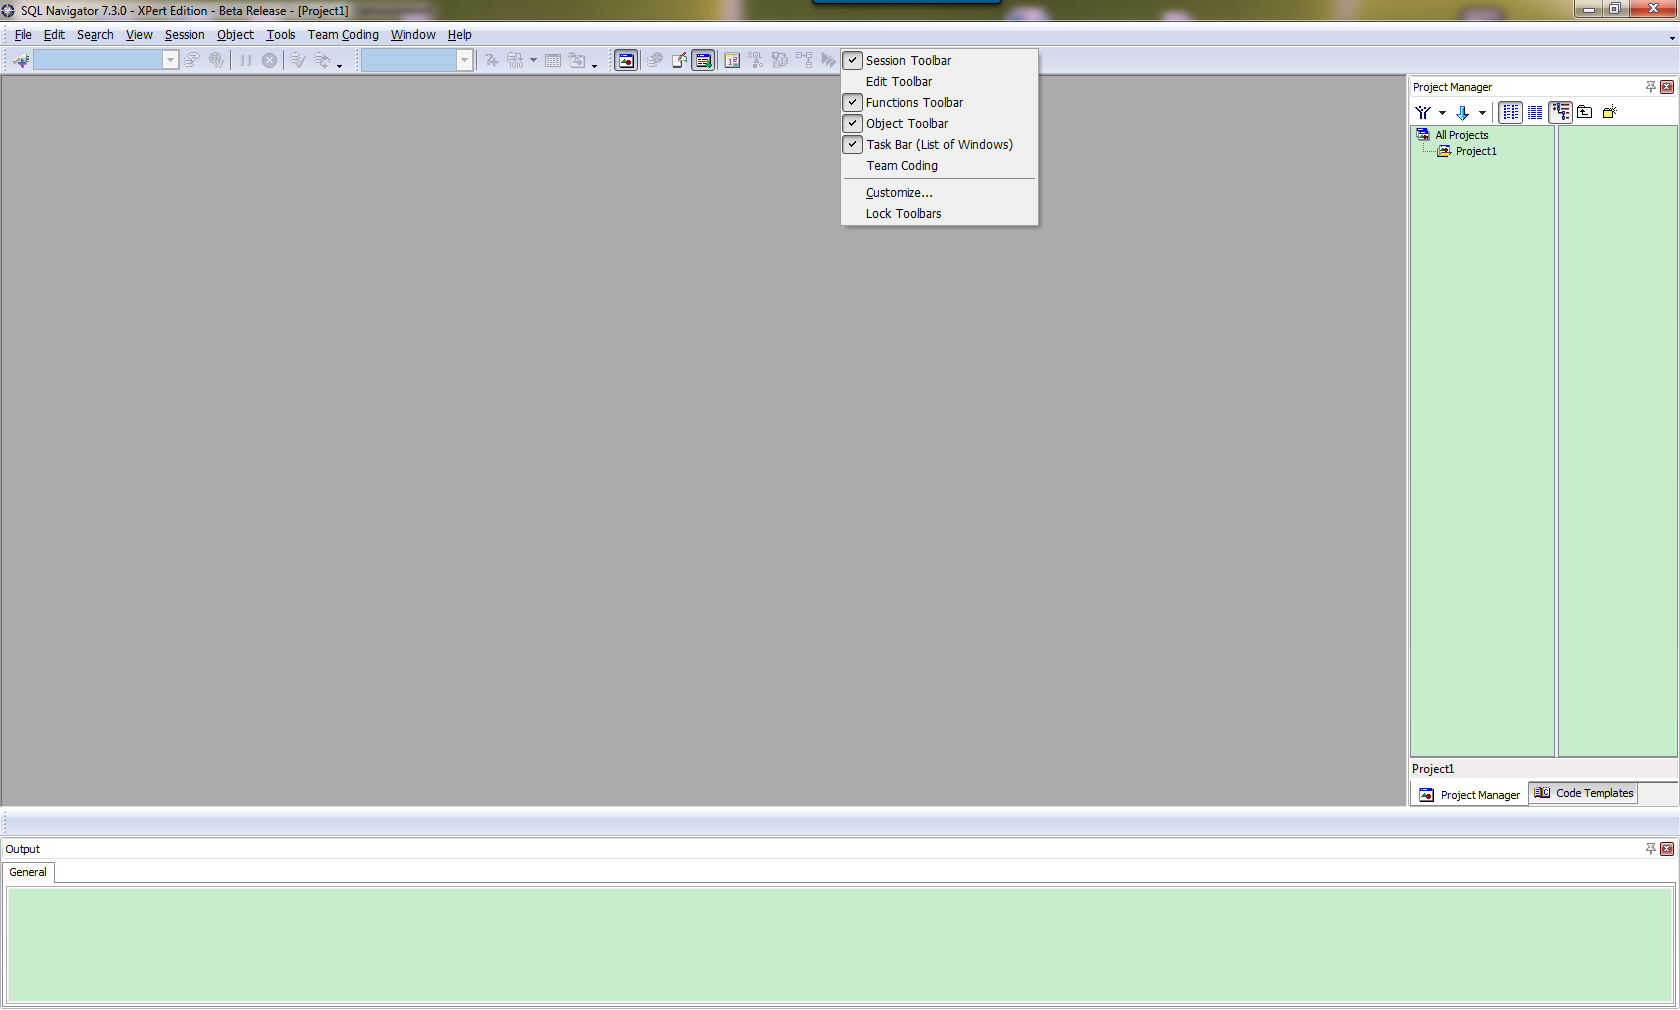 SQL Navigator 7.3.0 - XPert Edition - Beta Release - [Project1]
File Edit Search View Session Object Tools Team Coding Window Help
Session Toolbar
Edit Toolbar
Functions Toolbar
Object Toolbar
Task Bar (List of Windows)
Team Coding
Customize...
Lock Toolbars
Project Manager
All Projects
Project1
Project1
Project Manager Code Templates
Output
General